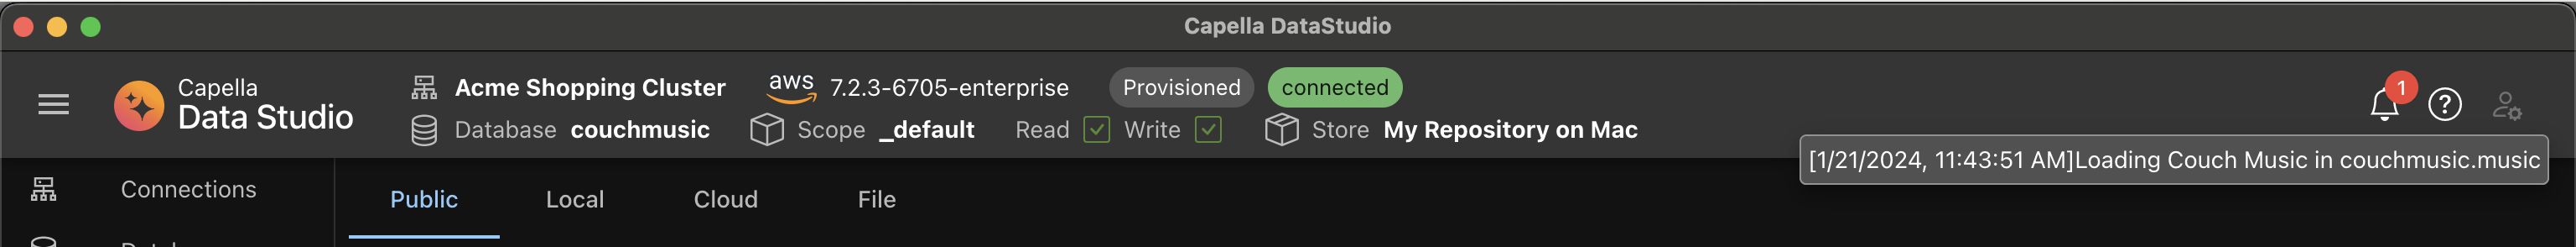 Capella DataStudio
Capella
Data Studio
Acme Shopping Cluster aws 7.2.3-6705-enterprise Provisioned connected
Database couchmusic Scope _default Read Write Store My Repository on Mac
1
?
[1/21/2024, 11:43:51 AM]Loading Couch Music in couchmusic.music
Connections
Public Local Cloud File